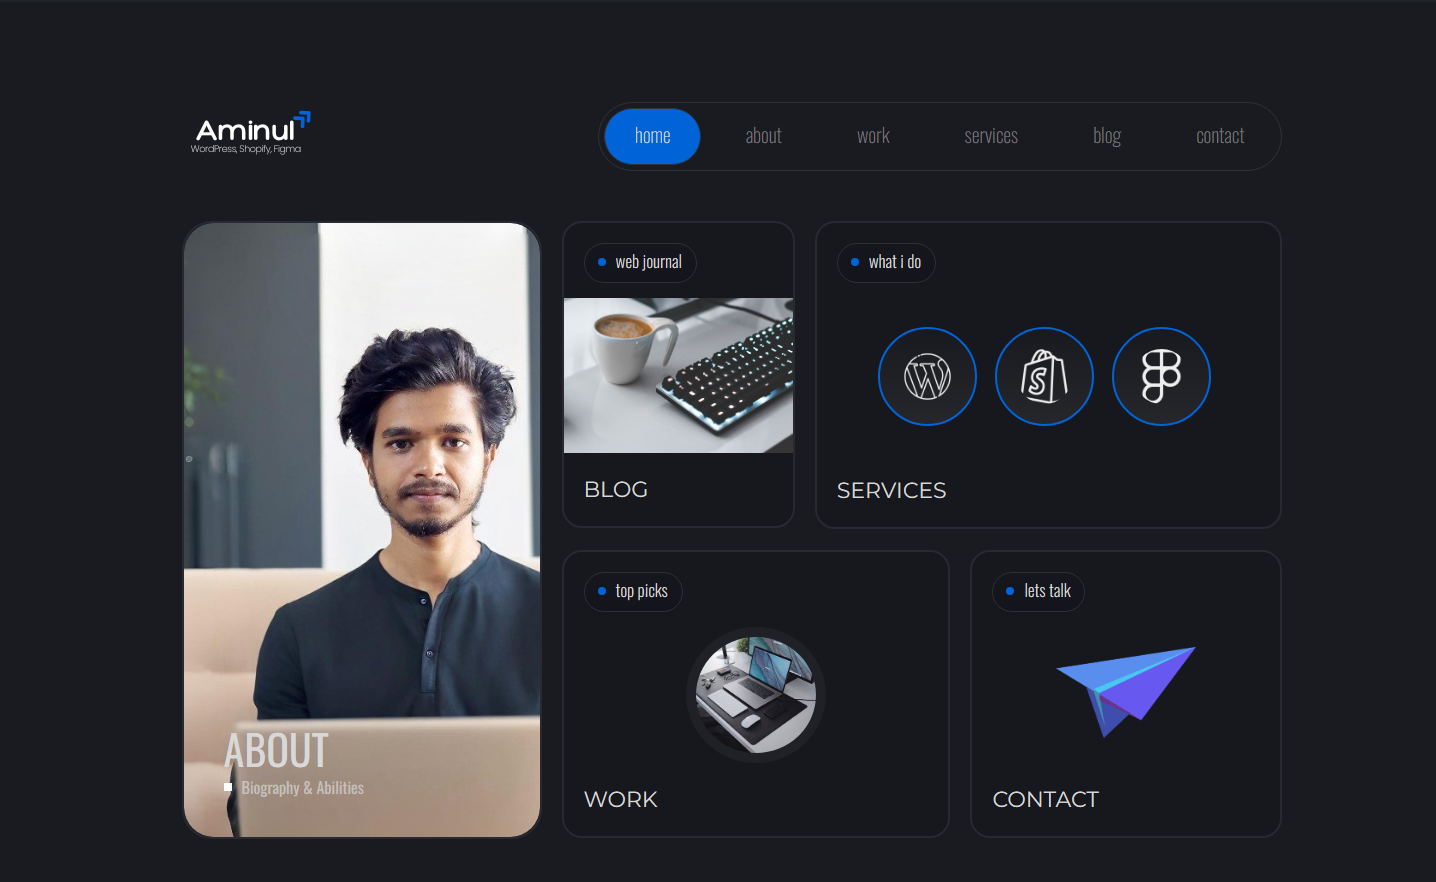 Aminul
WordPress, Shopify, Figma
home about work services blog contact
web journal
BLOG
what i do
SERVICES
ABOUT
Biography & Abilities
top picks
WORK
lets talk
CONTACT